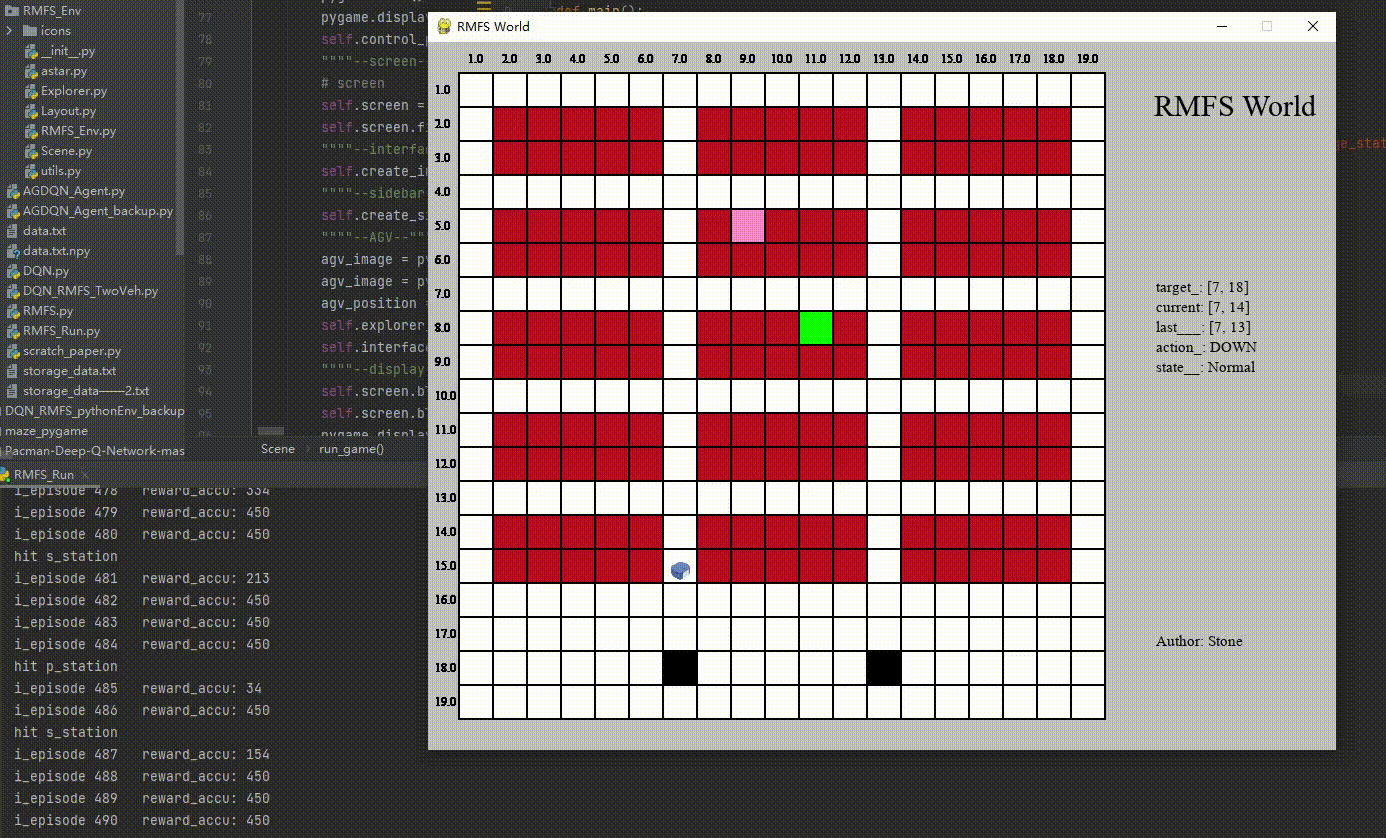 RMFS_Env
icons
__init__.py
astar.py
Explorer.py
Layout.py
RMFS_Env.py
Scene.py
utils.py
AGDQN_Agent.py
AGDQN_Agent_backup.py
data.txt
data.txt.npy
DQN.py
DQN_RMFS_TwoVeh.py
RMFS.py
RMFS_Run.py
scratch_paper.py
storage_data.txt
storage_data——2.txt
DQN_RMFS_pythonEnv_backup
maze_pygame
Pacman-Deep-Q-Network-mas
77 pygame.displa
78 self.control_
79 """"--screen-
80 # screen
81 self.screen =
82 self.screen.f
83 """"--interfa
84 self.create_i
85 """"--sidebar
86 self.create_s
87 """"--AGV--""
88 agv_image = p
89 agv_image = p
90 agv_position =
91 self.explorer
92 self.interface
93 """"--display
94 self.screen.bl
95 self.screen.bl
pygame.displa
def main():
Scene run_game()
RMFS_Run
i_episode 478 reward_accu: 334
i_episode 479 reward_accu: 450
i_episode 480 reward_accu: 450
hit s_station
i_episode 481 reward_accu: 213
i_episode 482 reward_accu: 450
i_episode 483 reward_accu: 450
i_episode 484 reward_accu: 450
hit p_station
i_episode 485 reward_accu: 34
i_episode 486 reward_accu: 450
hit s_station
i_episode 487 reward_accu: 154
i_episode 488 reward_accu: 450
i_episode 489 reward_accu: 450
i_episode 490 reward_accu: 450
RMFS World
1.0 2.0 3.0 4.0 5.0 6.0 7.0 8.0 9.0 10.0 11.0 12.0 13.0 14.0 15.0 16.0 17.0 18.0 19.0
1.0
2.0
3.0
4.0
5.0
6.0
7.0
8.0
9.0
10.0
11.0
12.0
13.0
14.0
15.0
16.0
17.0
18.0
19.0
RMFS World
target_: [7, 18]
current: [7, 14]
last___: [7, 13]
action_: DOWN
state__: Normal
Author: Stone